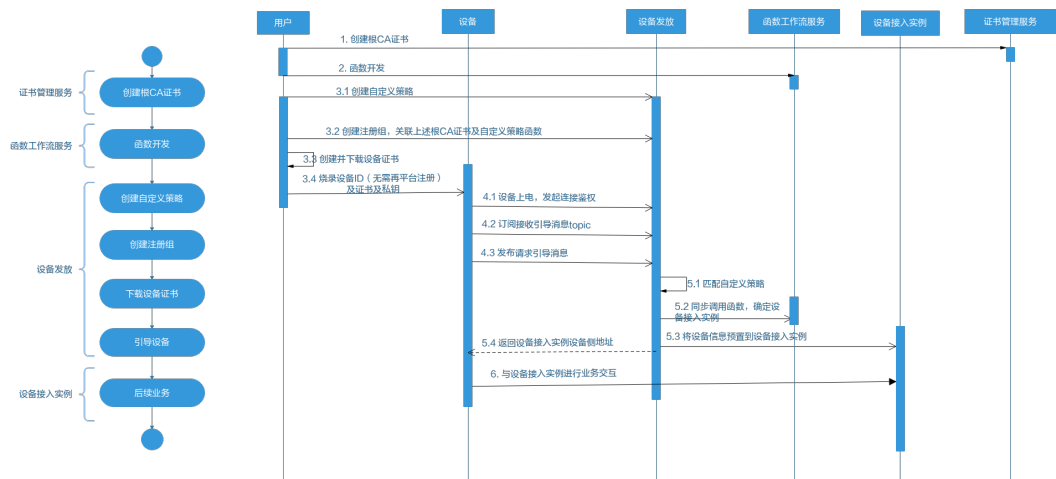 用户
设备
设备发放
函数工作流服务
设备接入实例
证书管理服务
证书管理服务
函数工作流服务
设备发放
设备接入实例
创建根CA证书
函数开发
创建自定义策略
创建注册组
下载设备证书
引导设备
后续业务
1. 创建根CA证书
2. 函数开发
3.1 创建自定义策略
3.2 创建注册组，关联上述根CA证书及自定义策略函数
3.3 创建并下载设备证书
3.4 烧录设备ID（无需再平台注册）
及证书及私钥
4.1 设备上电，发起连接鉴权
4.2 订阅接收引导消息topic
4.3 发布请求引导消息
5.1 匹配自定义策略
5.2 同步调用函数，确定设
备接入实例
5.3 将设备信息预置到设备接入实例
5.4 返回设备接入实例设备侧地址
6. 与设备接入实例进行业务交互